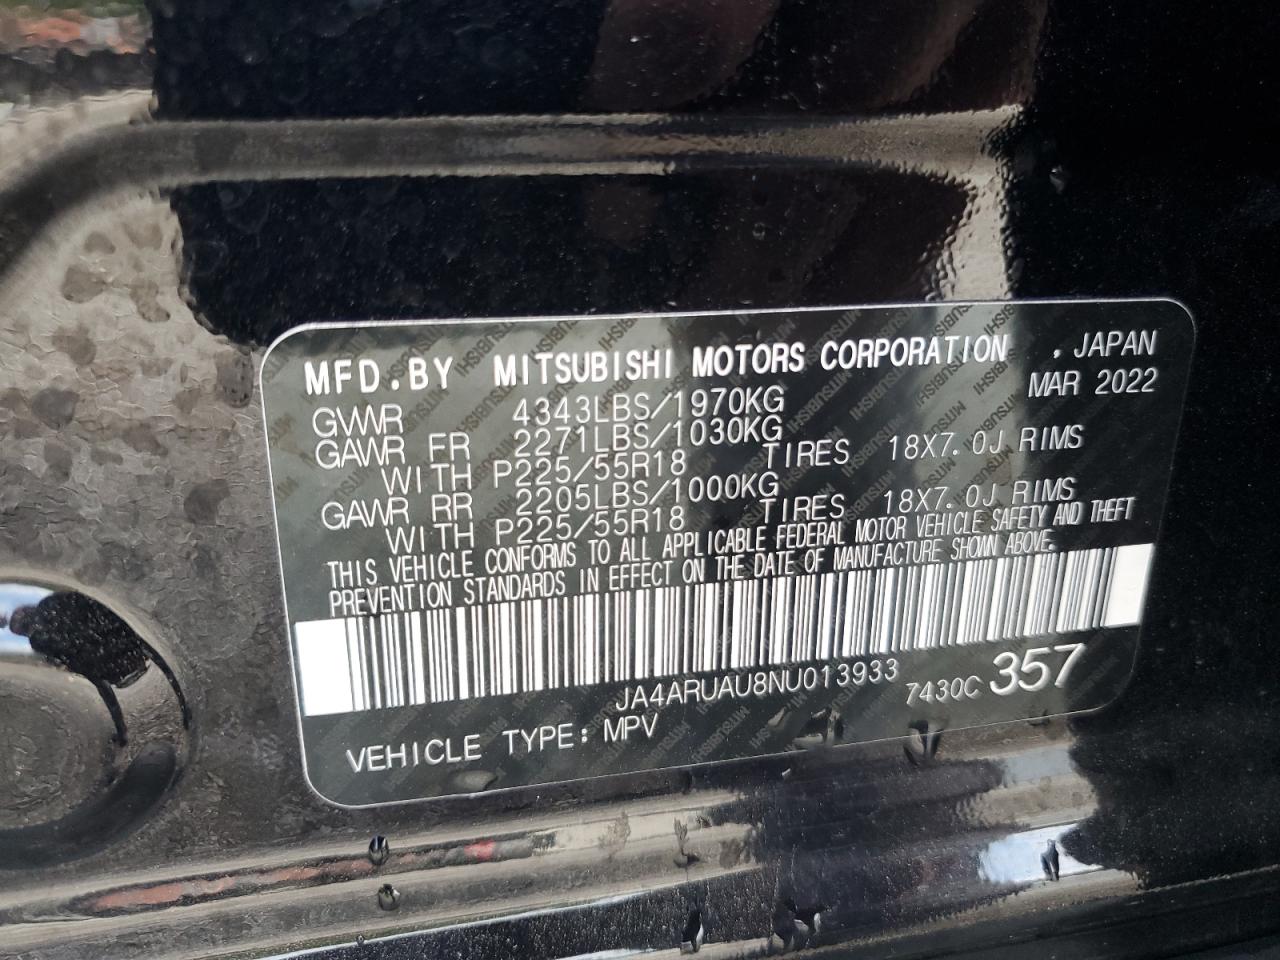 MFD.BY MITSUBISHI MOTORS CORPORATION . JAPAN
MAR 2022
GVWR 4343LBS/1970KG
GAWR FR 2271LBS/1030KG
WITH P225/55R18 TIRES 18X7.0J RIMS
GAWR RR 2205LBS/1000KG
WITH P225/55R18 TIRES 18X7.0J RIMS
THIS VEHICLE CONFORMS TO ALL APPLICABLE FEDERAL MOTOR VEHICLE SAFETY AND THEFT
PREVENTION STANDARDS IN EFFECT ON THE DATE OF MANUFACTURE SHOWN ABOVE.
JA4ARUAU8NU013933 7430C 357
VEHICLE TYPE: MPV